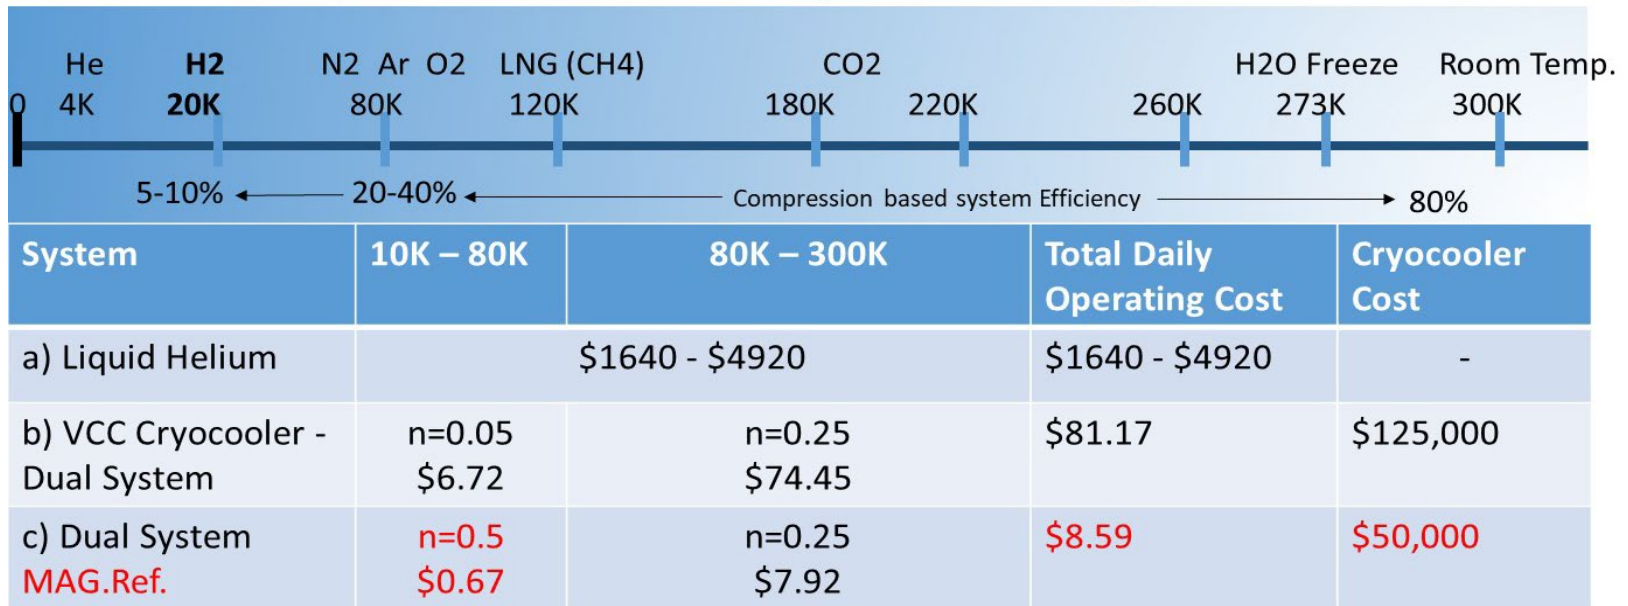 He H2 N2 Ar O2 LNG (CH4) CO2 H2O Freeze Room Temp.
0 4K 20K 80K 120K 180K 220K 260K 273K 300K
5-10% 20-40% Compression based system Efficiency 80%
System 10K – 80K 80K – 300K Total Daily Operating Cost Cryocooler Cost
a) Liquid Helium $1640 - $4920 $1640 - $4920 -
b) VCC Cryocooler - Dual System n=0.05 $6.72 n=0.25 $74.45 $81.17 $125,000
c) Dual System MAG.Ref. n=0.5 $0.67 n=0.25 $7.92 $8.59 $50,000